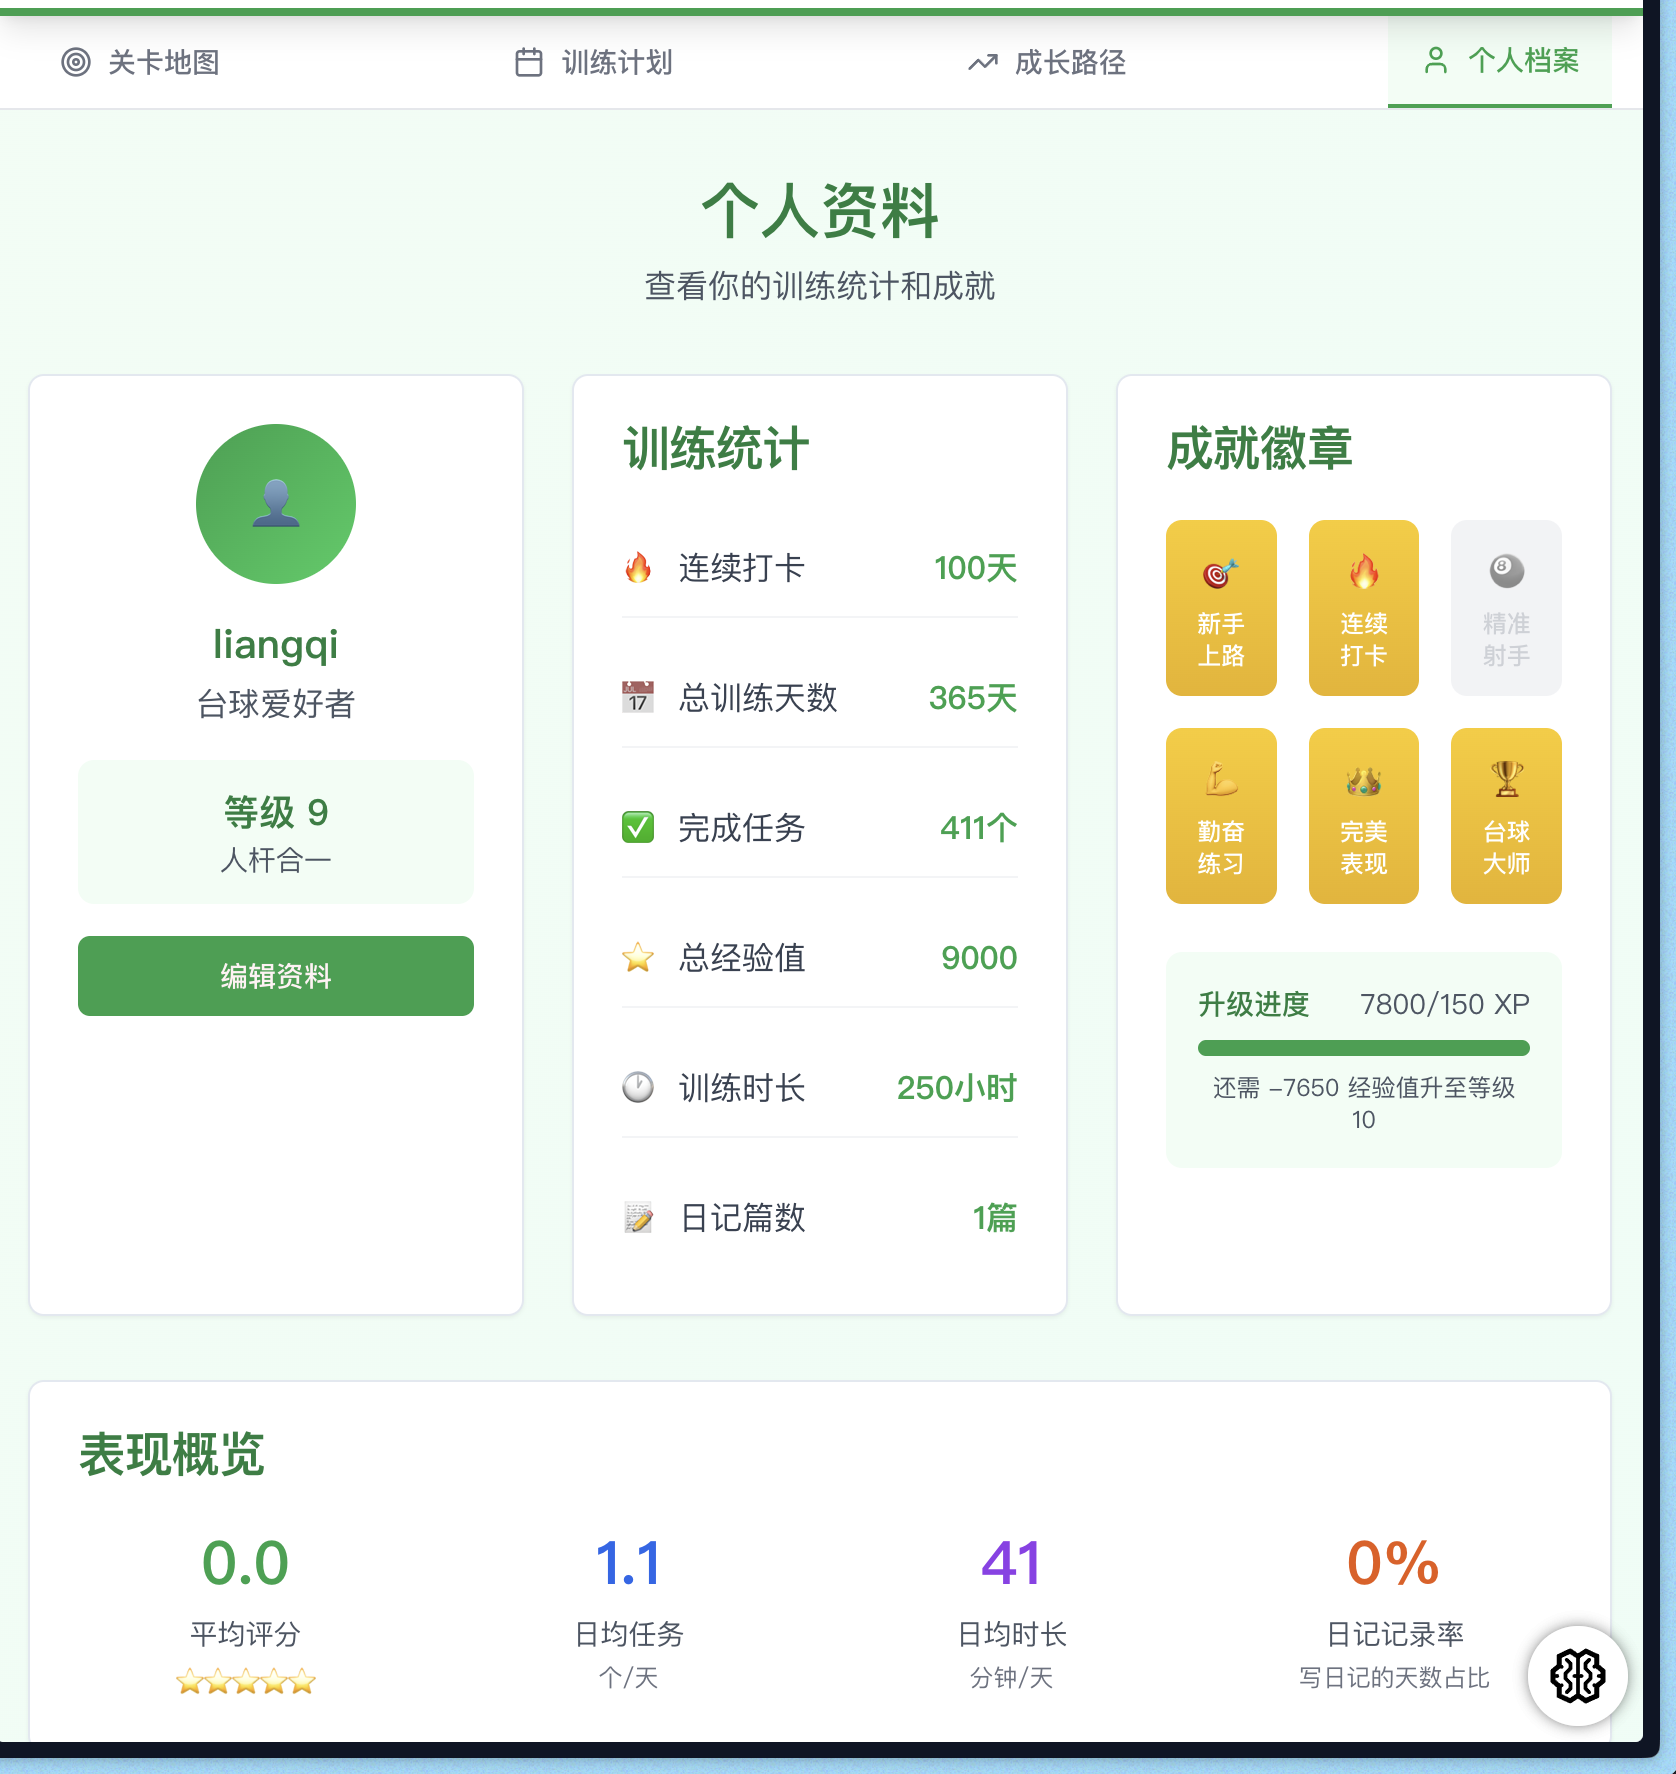 关卡地图
训练计划
成长路径
个人档案
个人资料
查看你的训练统计和成就
liangqi
台球爱好者
等级 9
人杆合一
编辑资料
训练统计
连续打卡 100天
JUL
17
总训练天数 365天
完成任务 411个
总经验值 9000
训练时长 250小时
日记篇数 1篇
成就徽章
新手
上路
连续
打卡
8
精准
射手
勤奋
练习
完美
表现
台球
大师
升级进度 7800/150 XP
还需 -7650 经验值升至等级
10
表现概览
0.0
平均评分
1.1
日均任务
个/天
41
日均时长
分钟/天
0%
日记记录率
写日记的天数占比